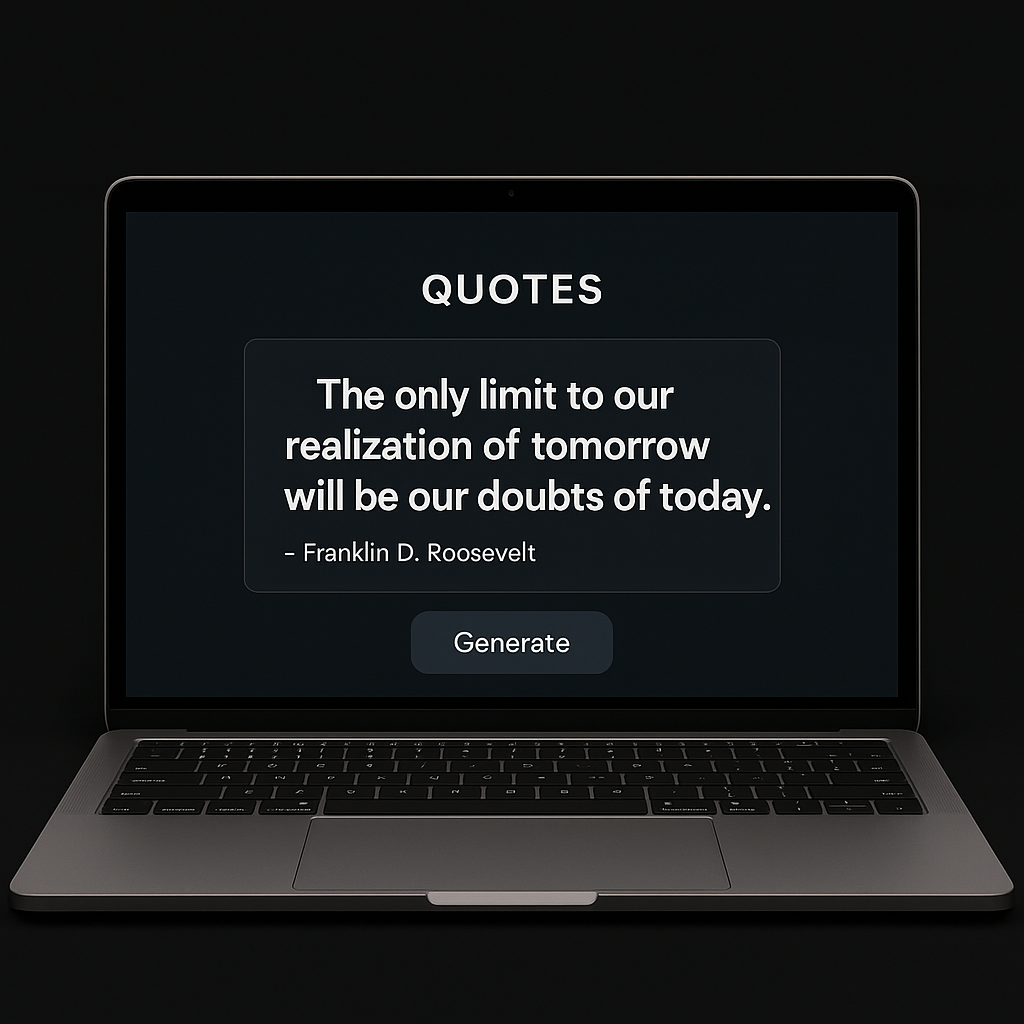 QUOTES
The only limit to our
realization of tomorrow
will be our doubts of today.
– Franklin D. Roosevelt
Generate